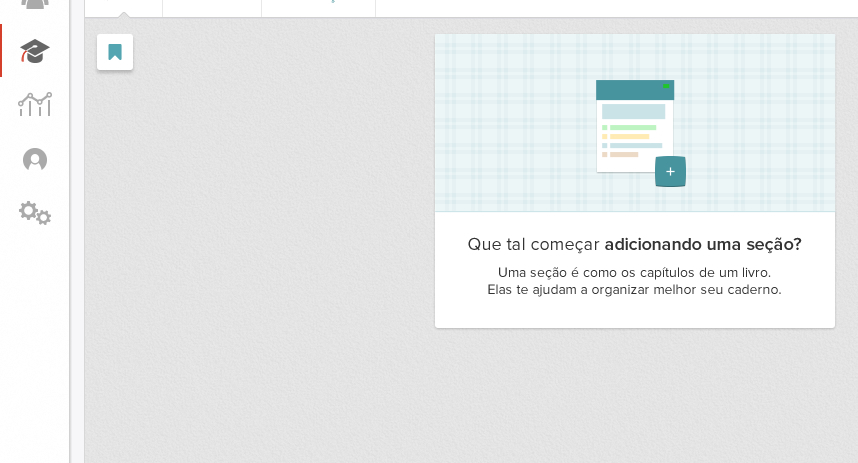 Que tal começar adicionando uma seção?
Uma seção é como os capítulos de um livro.
Elas te ajudam a organizar melhor seu caderno.